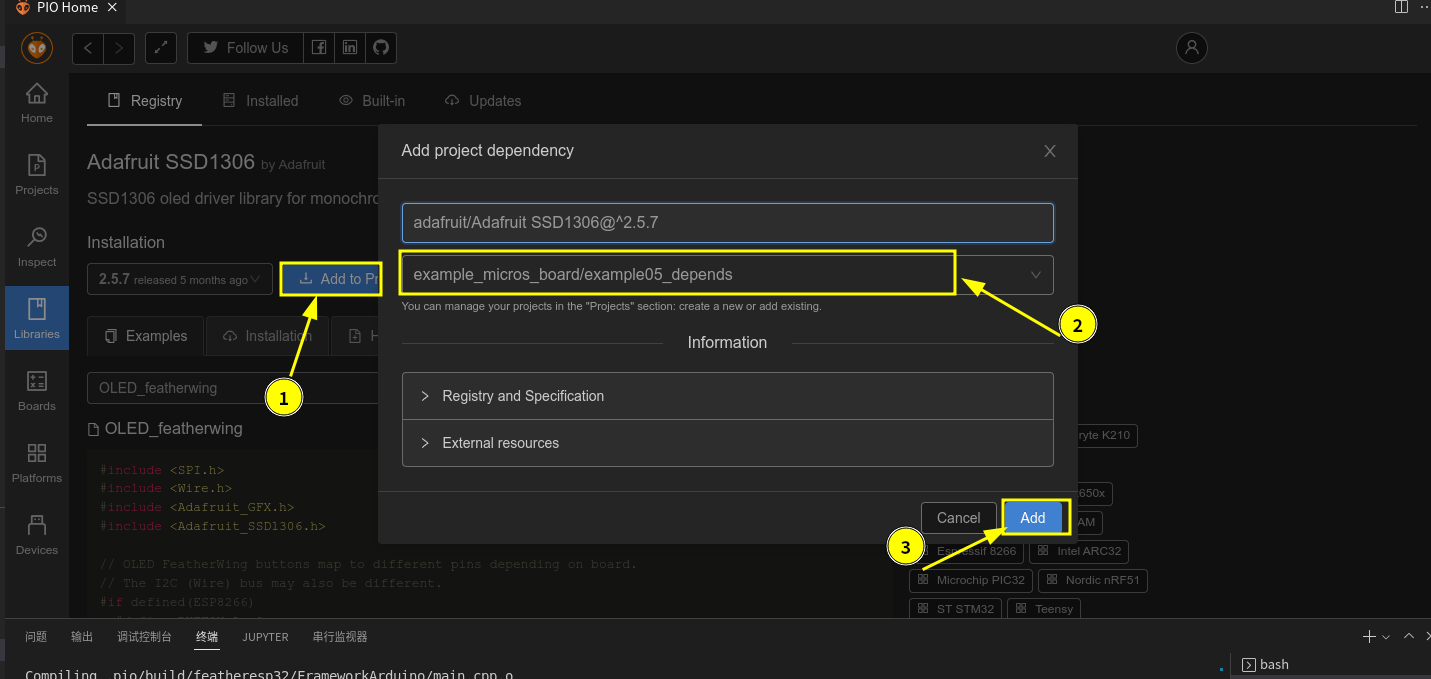 PIO Home
Follow Us
Home
Projects
Inspect
Libraries
Boards
Platforms
Devices
Registry
Installed
Built-in
Updates
Adafruit SSD1306 by Adafruit
SSD1306 oled driver library for monochro
Installation
2.5.7 released 5 months ago
Add to Pr
Examples
Installation
H
OLED_featherwing
OLED_featherwing
#include <SPI.h>
#include <Wire.h>
#include <Adafruit_GFX.h>
#include <Adafruit_SSD1306.h>
// OLED FeatherWing buttons map to different pins depending on board.
// The I2C (Wire) bus may also be different.
#if defined(ESP8266)
Add project dependency
adafruit/Adafruit SSD1306@^2.5.7
example_micros_board/example05_depends
You can manage your projects in the "Projects" section: create a new or add existing.
Information
Registry and Specification
External resources
Cancel
Add
1
2
3
ryte K210
650x
AM
Espressif 8266
Intel ARC32
Microchip PIC32
Nordic nRF51
ST STM32
Teensy
问题
输出
调试控制台
终端
JUPYTER
串行监视器
bash
Compiling .pio/build/featheresp32/FrameworkArduino/main.cpp.o